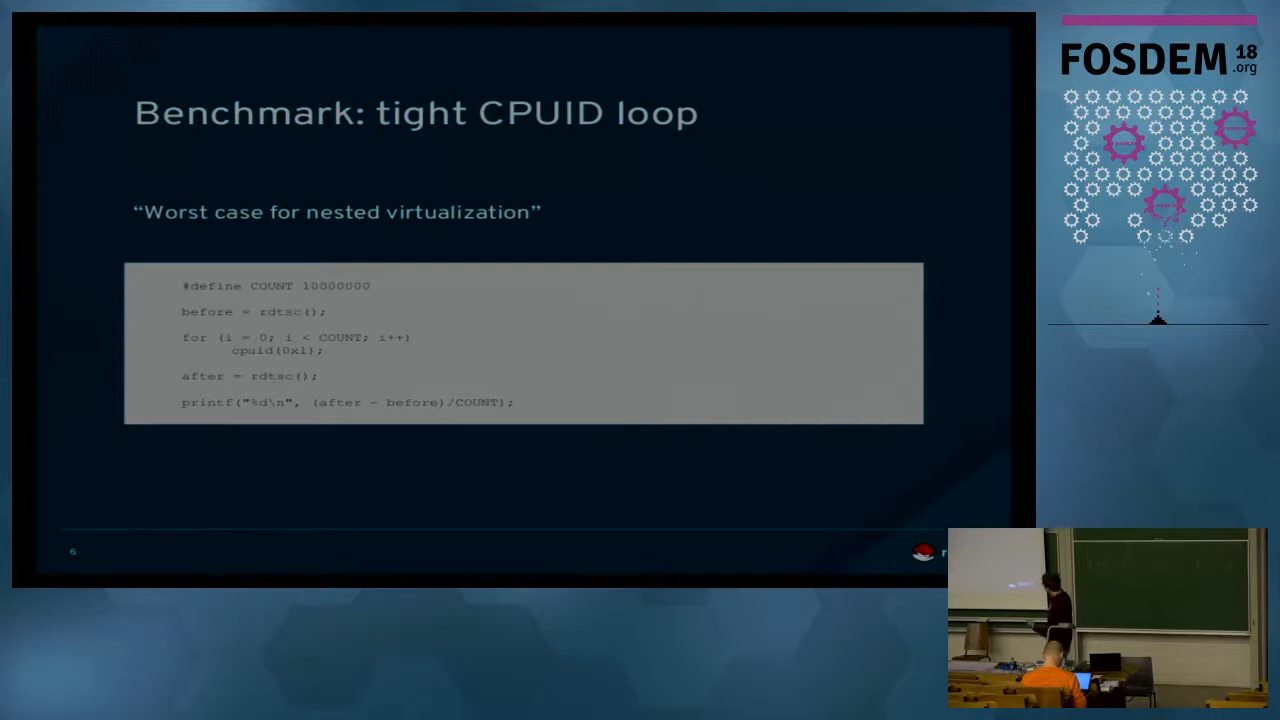 Benchmark: tight CPUID loop
“Worst case for nested virtualization”
#define COUNT 10000000
before = rdtsc();
for (i = 0; i < COUNT; i++)
cpuid(0x1);
after = rdtsc();
printf("%d\n", (after - before)/COUNT);
6
FOSDEM 18
.org